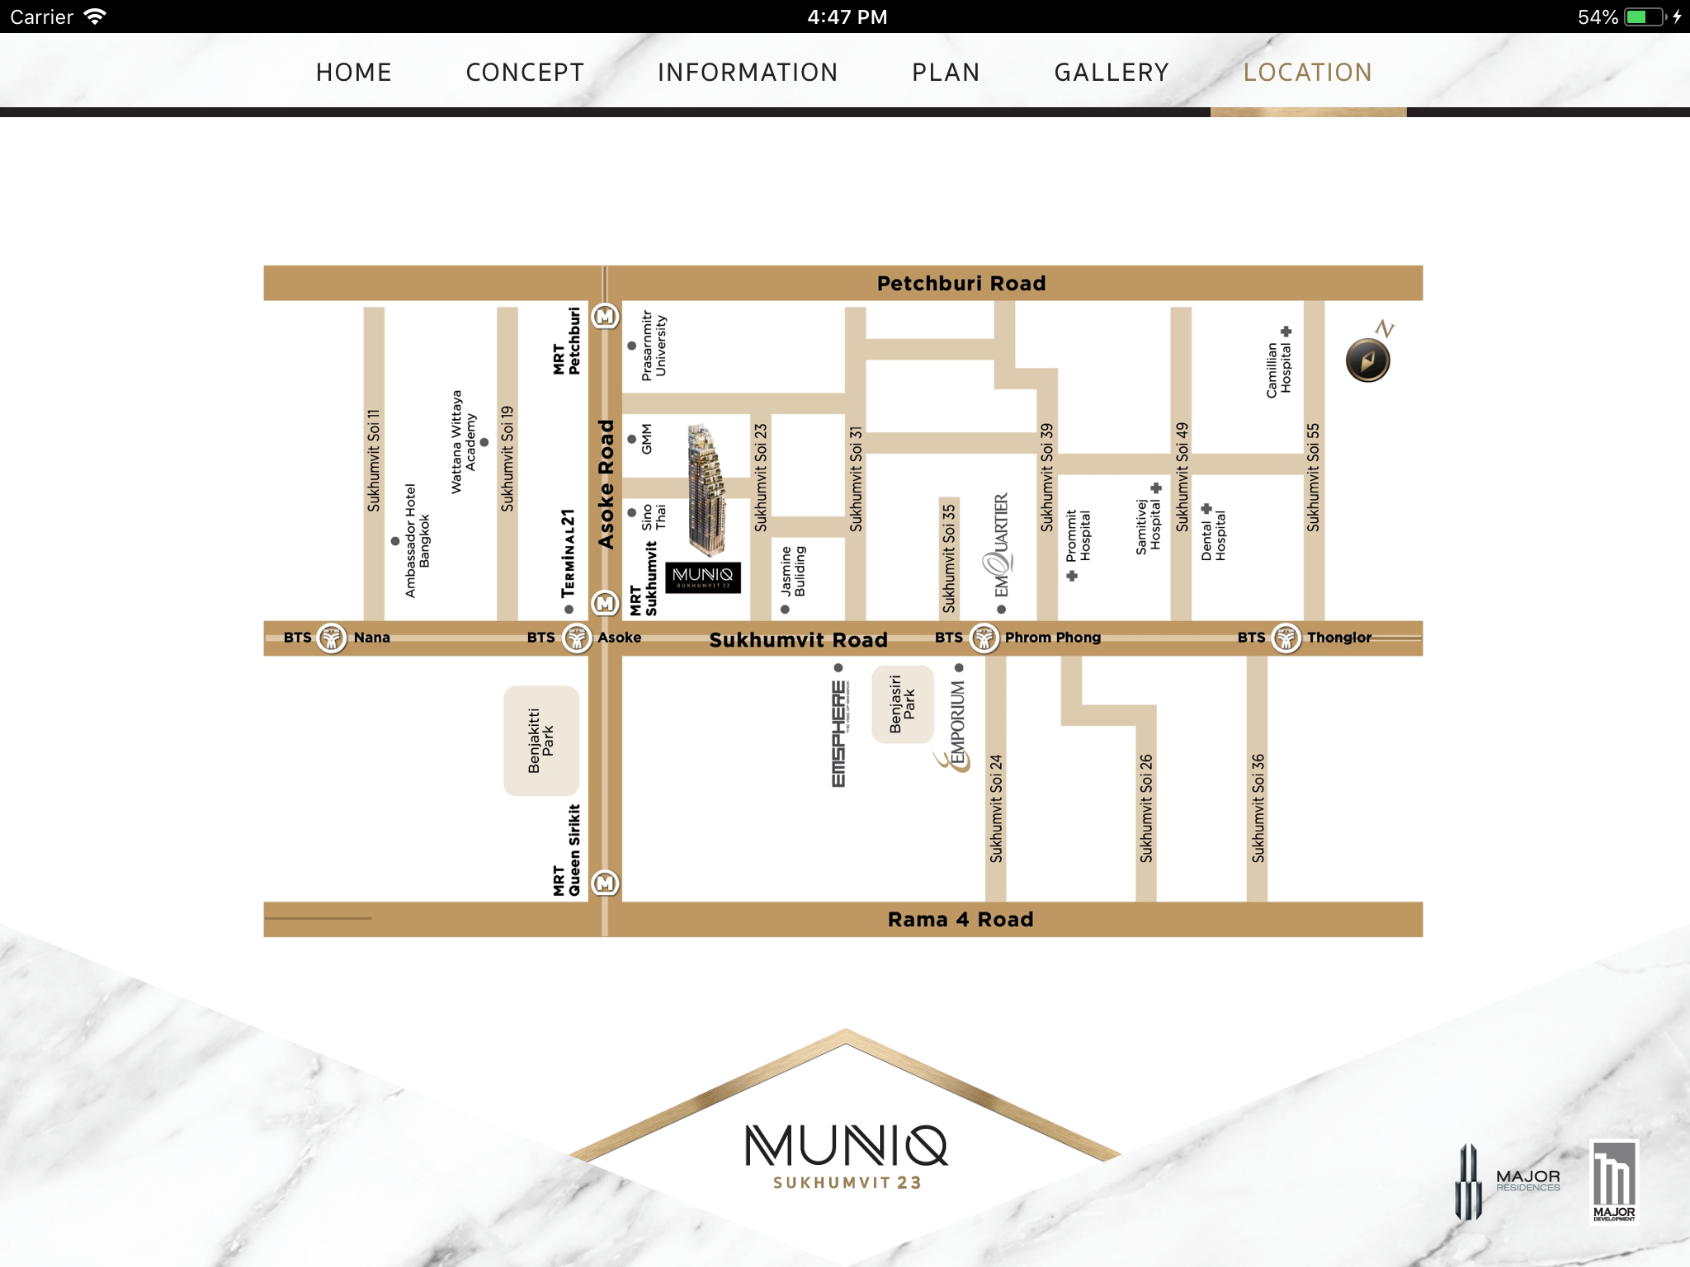 Carrier
4:47 PM
54%
HOME
CONCEPT
INFORMATION
PLAN
GALLERY
LOCATION
Petchburi Road
MRT
Petchburi
Prasarnmitr
University
N
Camillian
Hospital
Sukhumvit Soi 11
Wattana Wittaya
Academy
Sukhumvit Soi 19
Asoke Road
GMM
Sukhumvit Soi 23
Sukhumvit Soi 31
Sukhumvit Soi 39
Sukhumvit Soi 49
Sukhumvit Soi 55
Ambassador Hotel
Bangkok
TERMINAL21
Sino
Thai
MRT
Sukhumvit
MUNIQ
SUKHUMVIT 23
Jasmine
Buliding
Sukhumvit Soi 35
EMQUARTIER
Prommit
Hospital
Samitivej
Hospital
Dental
Hospital
BTS
Nana
BTS
Asoke
Sukhumvit Road
BTS
Phrom Phong
BTS
Thonglor
Benjakitti
Park
EMSPHERE
Benjasiri
Park
EMPORIUM
Sukhumvit Soi 24
Sukhumvit Soi 26
Sukhumvit Soi 36
MRT
Queen Sirikit
Rama 4 Road
MUNIQ
SUKHUMVIT 23
MAJOR
RESIDENCES
MAJOR
DEVELOPMENT